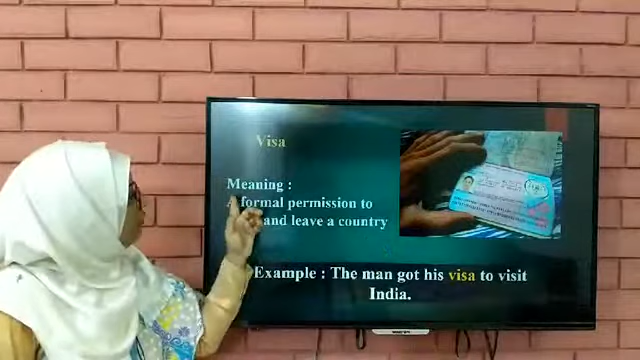 Visa
Meaning :
A formal permission to
and leave a country
Example : The man got his visa to visit
India.